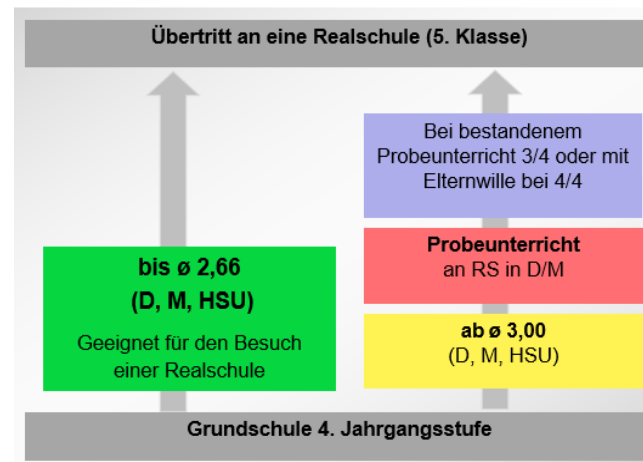 Übertritt an eine Realschule (5. Klasse)
Bei bestandenem
Probeunterricht 3/4 oder mit
Elternwille bei 4/4
bis ø 2,66
(D, M, HSU)
Geeignet für den Besuch
einer Realschule
Probeunterricht
an RS in D/M
ab ø 3,00
(D, M, HSU)
Grundschule 4. Jahrgangsstufe